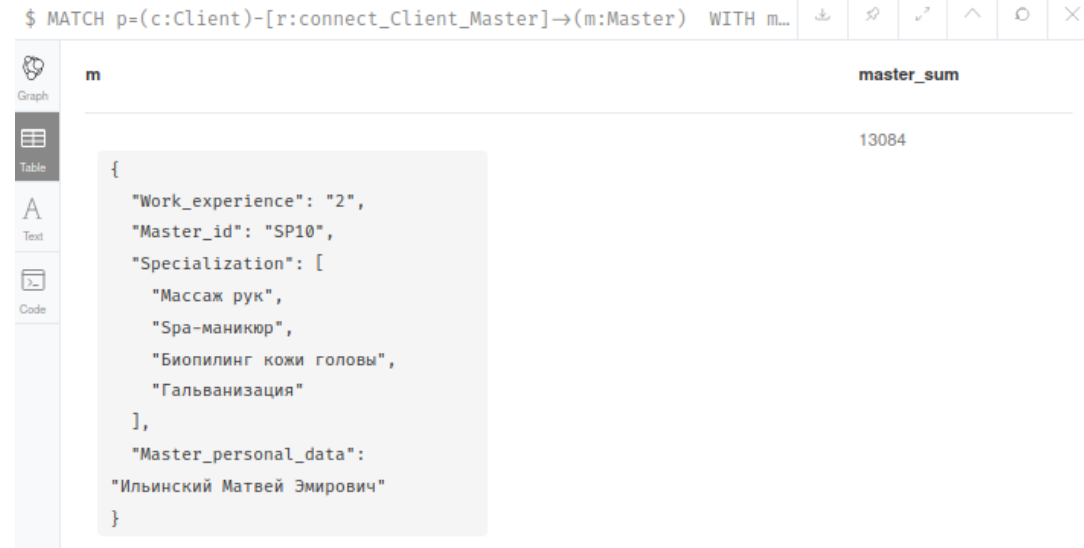 $ MATCH p=(c:Client)-[r:connect_Client_Master]→(m:Master)  WITH m…
Graph
Table
A
Text
Code
m
master_sum
13084
{
"Work_experience": "2",
"Master_id": "SP10",
"Specialization": [
"Массаж рук",
"Spa-маникюр",
"Биопилинг кожи головы",
"Гальванизация"
],
"Master_personal_data":
"Ильинский Матвей Эмирович"
}